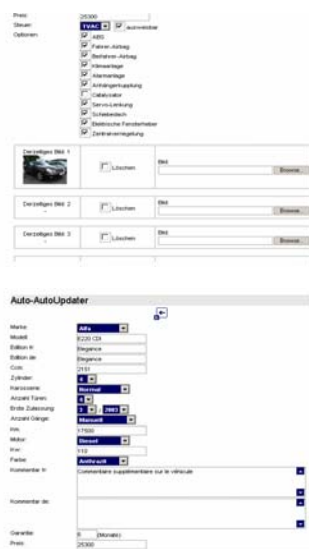 Preis: 25300
Steuer: TVAC ausweisbar
Optionen: ABS
Fahrer-Airbag
Beifahrer-Airbag
Klimaanlage
Alarmanlage
Anhängerkupplung
Catalysator
Servo-Lenkung
Schiebedach
Elektrische Fensterheber
Zentralverriegelung
Derzeitiges Bild 1 Löschen Bild: Browse...
Derzeitiges Bild 2 Löschen Bild: Browse...
-
Derzeitiges Bild 3 Löschen Bild: Browse...
-
Auto-AutoUpdater
Marke: Alfa
Modell: E220 CDI
Edition fr: Elegance
Edition de: Elegance
Ccm: 2151
Zylinder: 4
Karosserie: Normal
Anzahl Türen:
Erste Zulassung: 2003
Anzahl Gänge: Manuell
Km: 17500
Motor: Diesel
Kw: 110
Farbe: Anthrazit
Kommentar fr: Commentaire supplémentaire sur le véhicule
Kommentar de:
Garantie: (Monate)
Preis: 25300